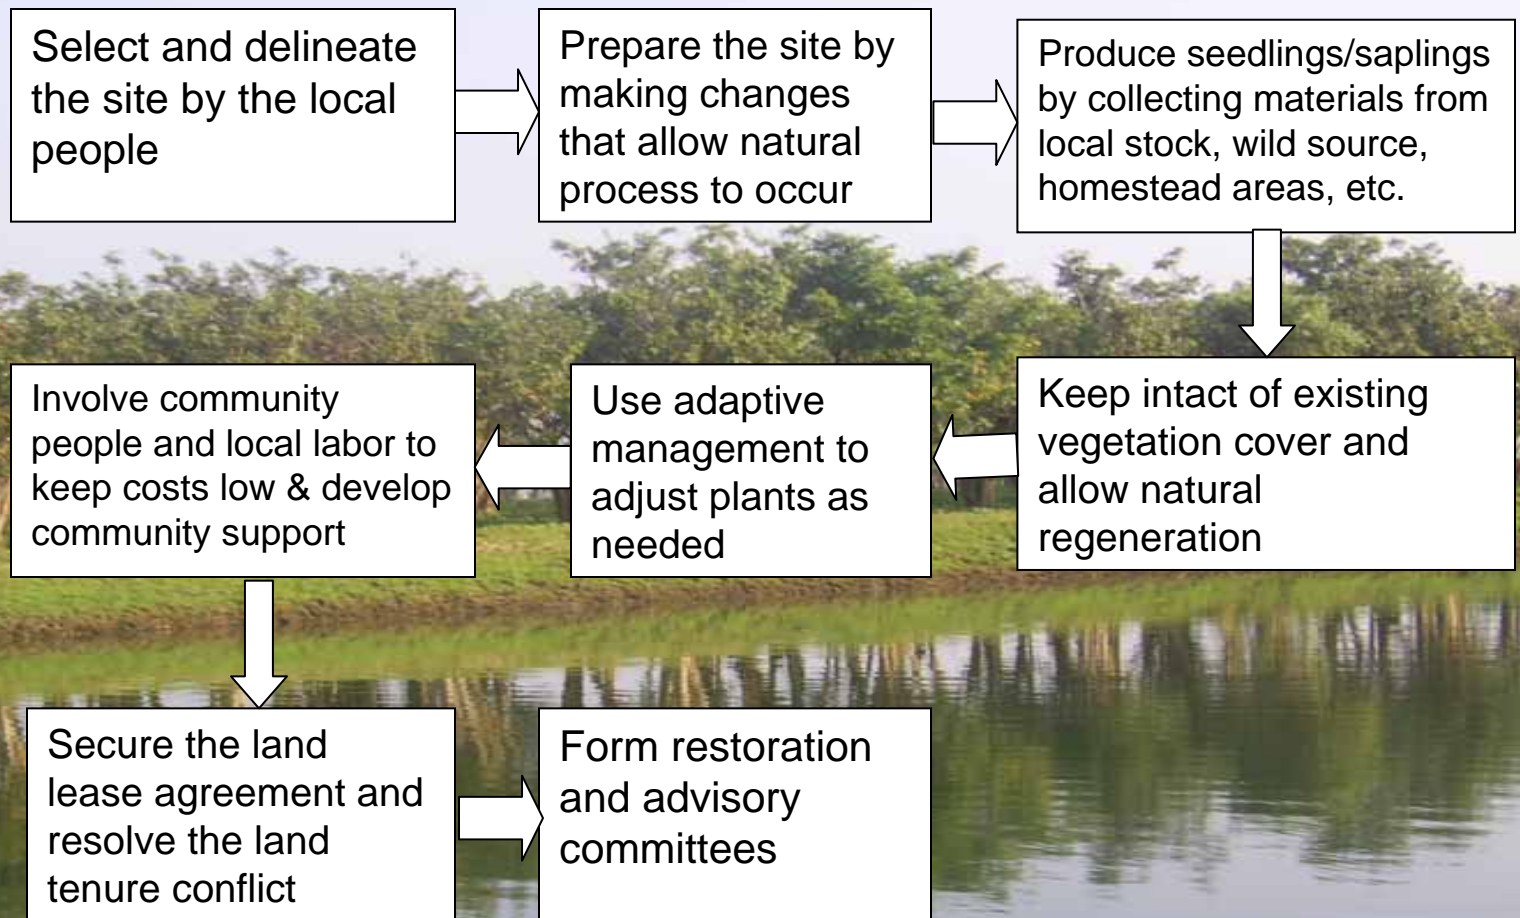 Select and delineate
the site by the local
people
Prepare the site by
making changes
that allow natural
process to occur
Produce seedlings/saplings
by collecting materials from
local stock, wild source,
homestead areas, etc.
Keep intact of existing
vegetation cover and
allow natural
regeneration
Use adaptive
management to
adjust plants as
needed
Involve community
people and local labor to
keep costs low & develop
community support
Secure the land
lease agreement and
resolve the land
tenure conflict
Form restoration
and advisory
committees